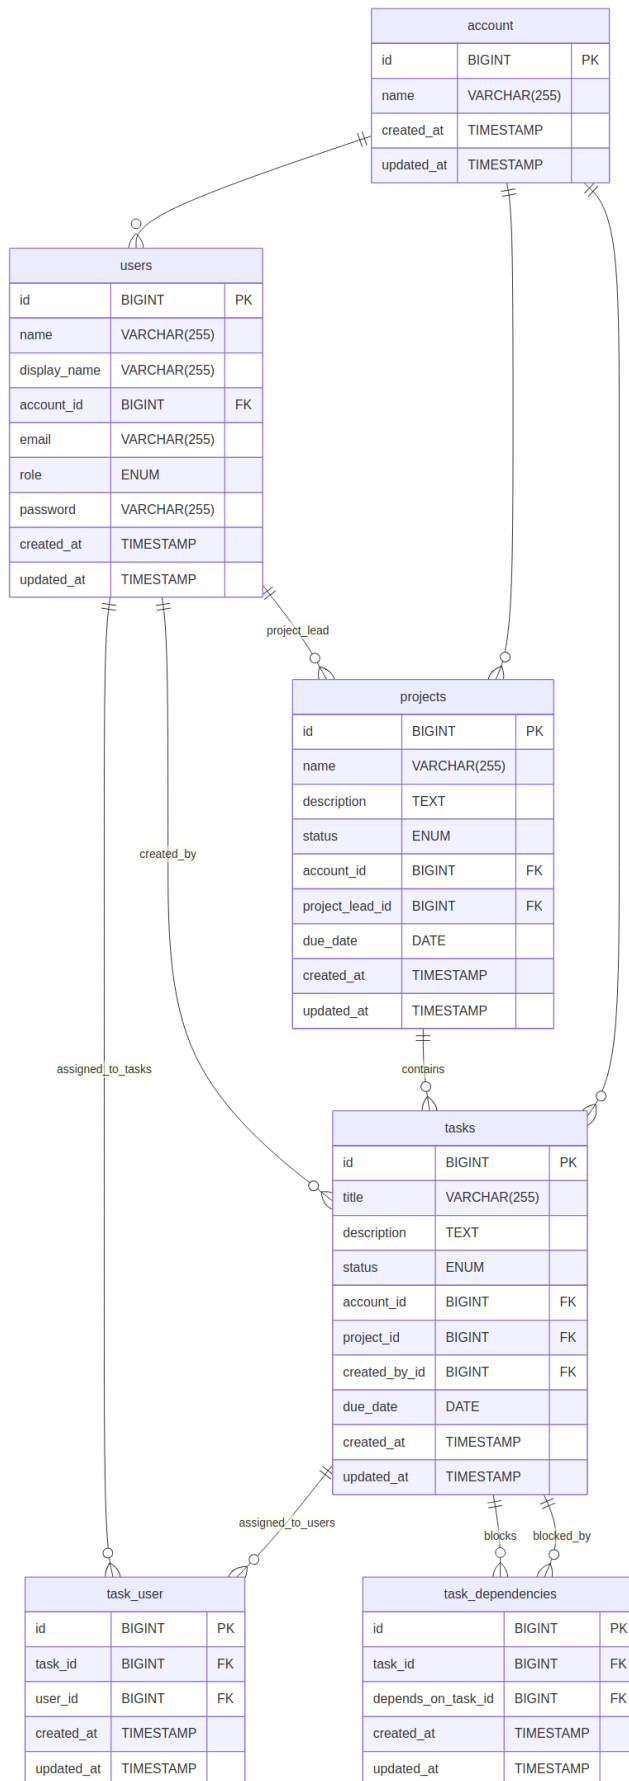 account
id BIGINT PK
name VARCHAR(255)
created_at TIMESTAMP
updated_at TIMESTAMP
users
id BIGINT PK
name VARCHAR(255)
display_name VARCHAR(255)
account_id BIGINT FK
email VARCHAR(255)
role ENUM
password VARCHAR(255)
created_at TIMESTAMP
updated_at TIMESTAMP
project_lead
projects
id BIGINT PK
name VARCHAR(255)
description TEXT
status ENUM
account_id BIGINT FK
project_lead_id BIGINT FK
due_date DATE
created_at TIMESTAMP
updated_at TIMESTAMP
created_by
assigned_to_tasks
contains
tasks
id BIGINT PK
title VARCHAR(255)
description TEXT
status ENUM
account_id BIGINT FK
project_id BIGINT FK
created_by_id BIGINT FK
due_date DATE
created_at TIMESTAMP
updated_at TIMESTAMP
assigned_to_users
blocks
blocked_by
task_user
id BIGINT PK
task_id BIGINT FK
user_id BIGINT FK
created_at TIMESTAMP
updated_at TIMESTAMP
task_dependencies
id BIGINT PK
task_id BIGINT FK
depends_on_task_id BIGINT FK
created_at TIMESTAMP
updated_at TIMESTAMP